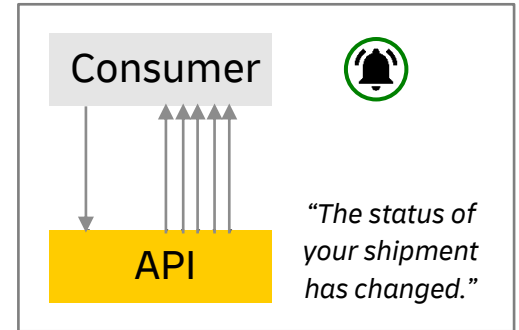 Consumer
API
“The status of
your shipment
has changed.”